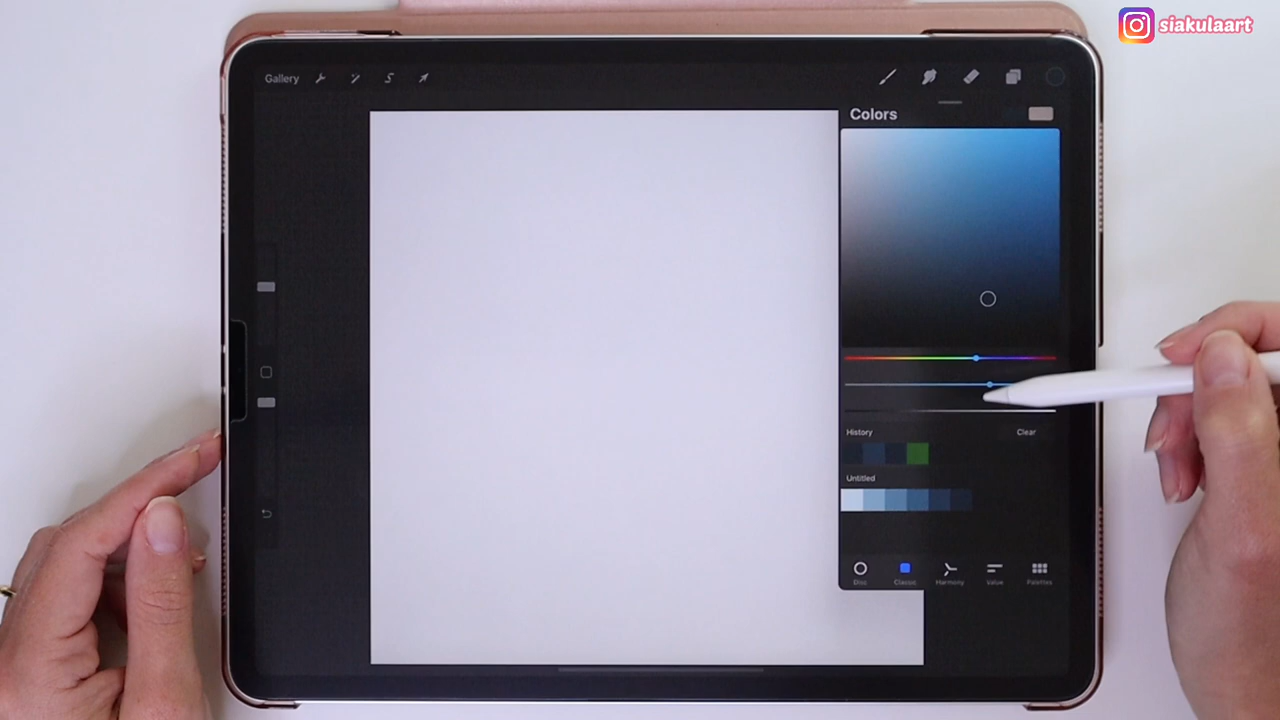 siakulaart
Gallery
Colors
History
Clear
Untitled
Disc
Classic
Harmony
Value
Palettes